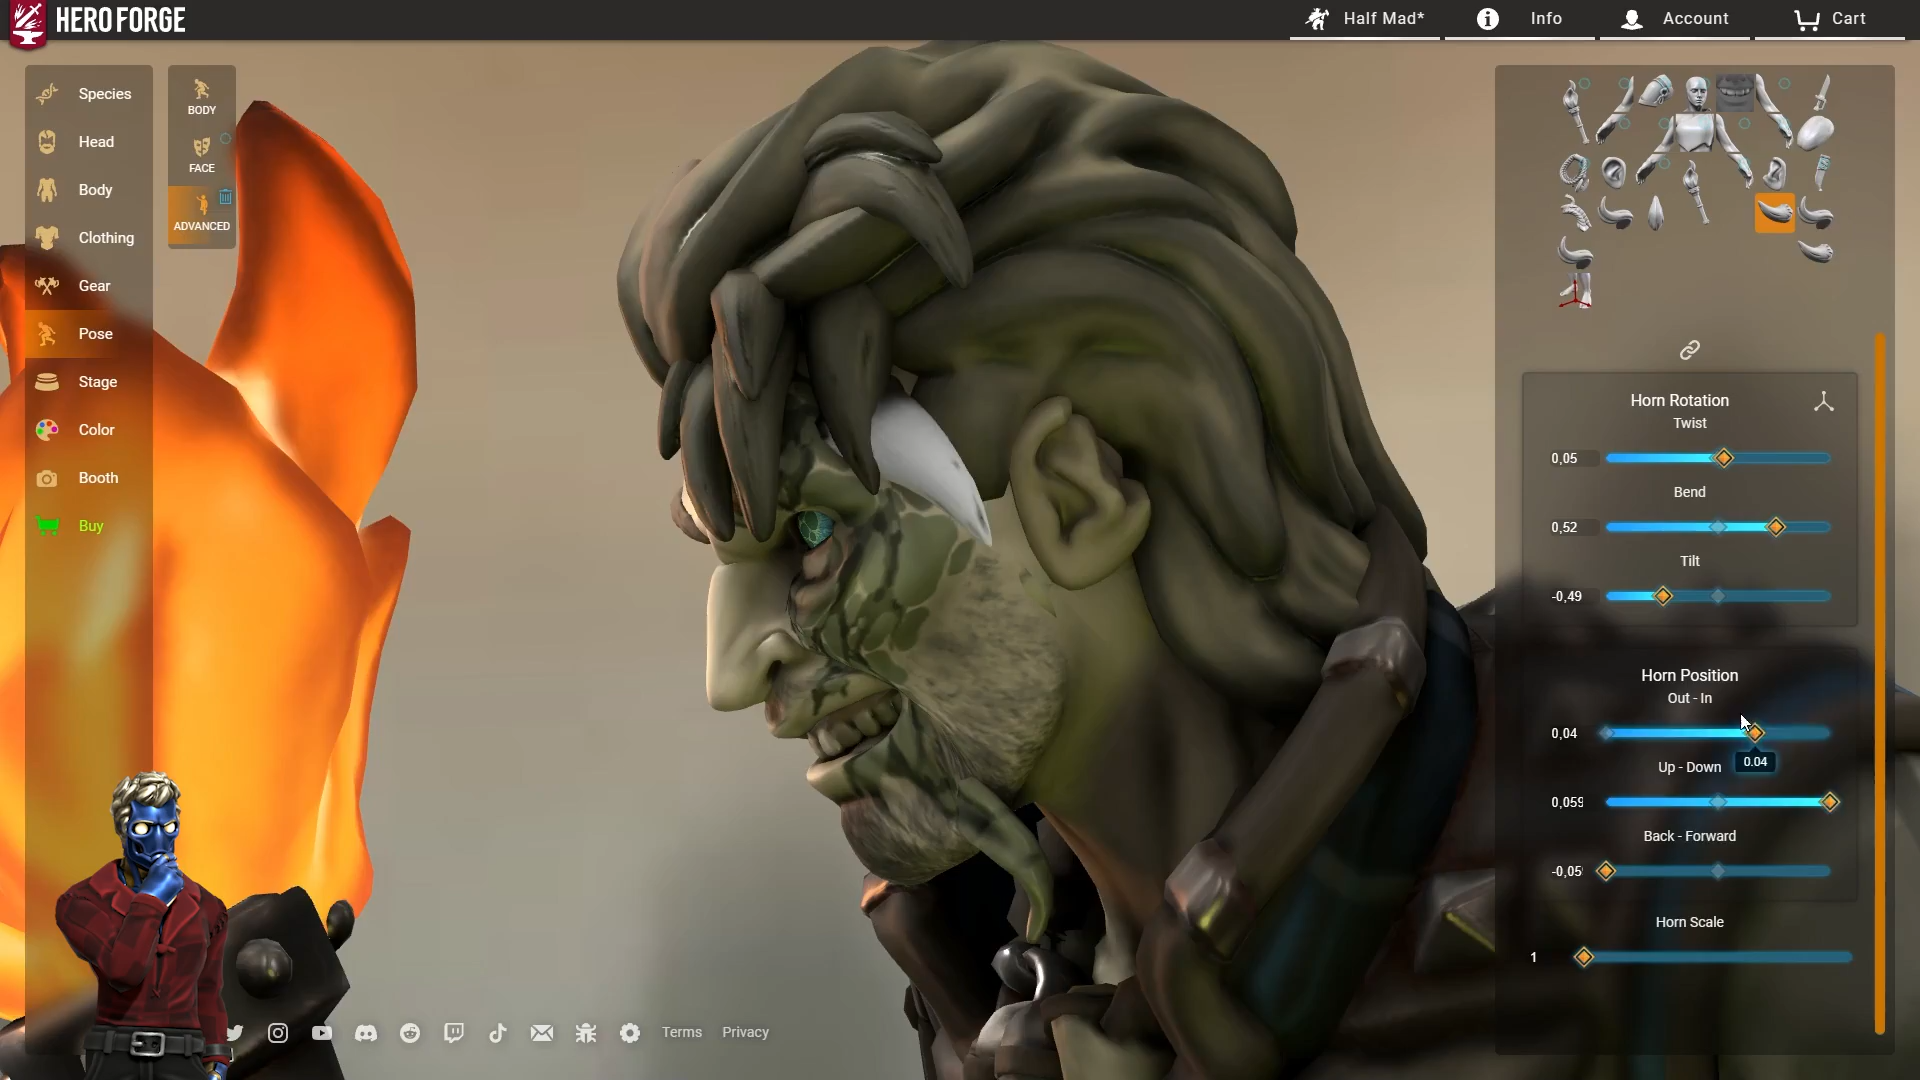 HERO FORGE
Half Mad*
Info
Account
Cart
Species
Head
Body
Clothing
Gear
Pose
Stage
Color
Booth
Buy
BODY
FACE
ADVANCED
Horn Rotation
Twist
0,05
Bend
0,52
Tilt
-0,49
Horn Position
Out - In
0,04
0.04
Up - Down
0,059
Back - Forward
-0,05
Horn Scale
1
Terms
Privacy